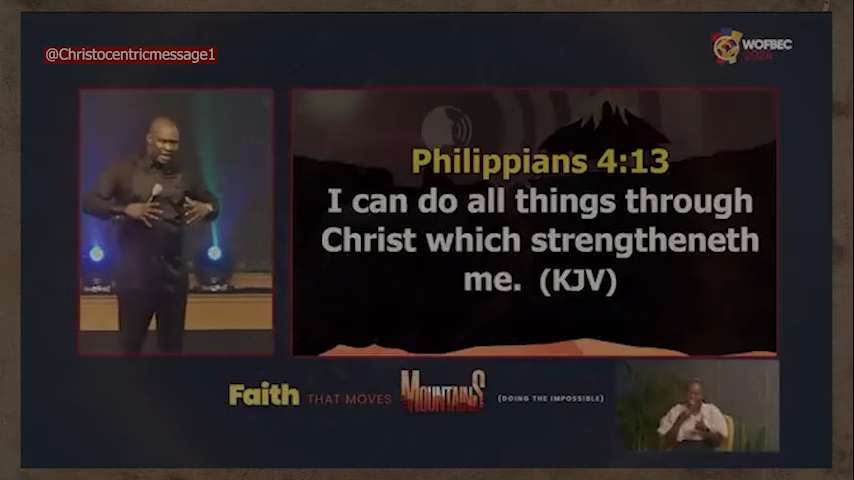 @Christocentricmessage1
WOFBEC
2024
Philippians 4:13
I can do all things through
Christ which strengtheneth
me. (KJV)
Faith THAT MOVES MOUNTAINS (DOING THE IMPOSSIBLE)